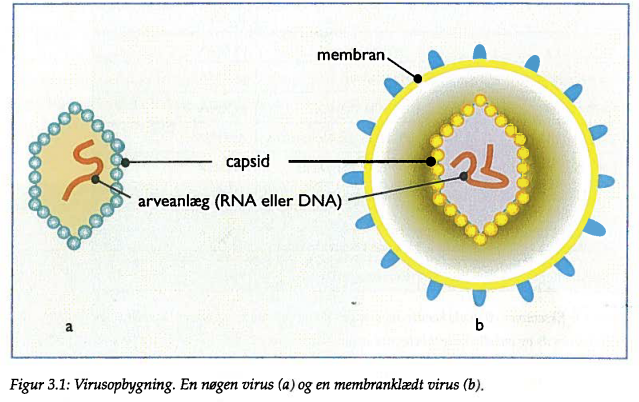 membran
capsid
arveanlæg (RNA eller DNA)
a
b
Figur 3.1: Virusopbygning. En nøgen virus (a) og en membranklædt virus (b).